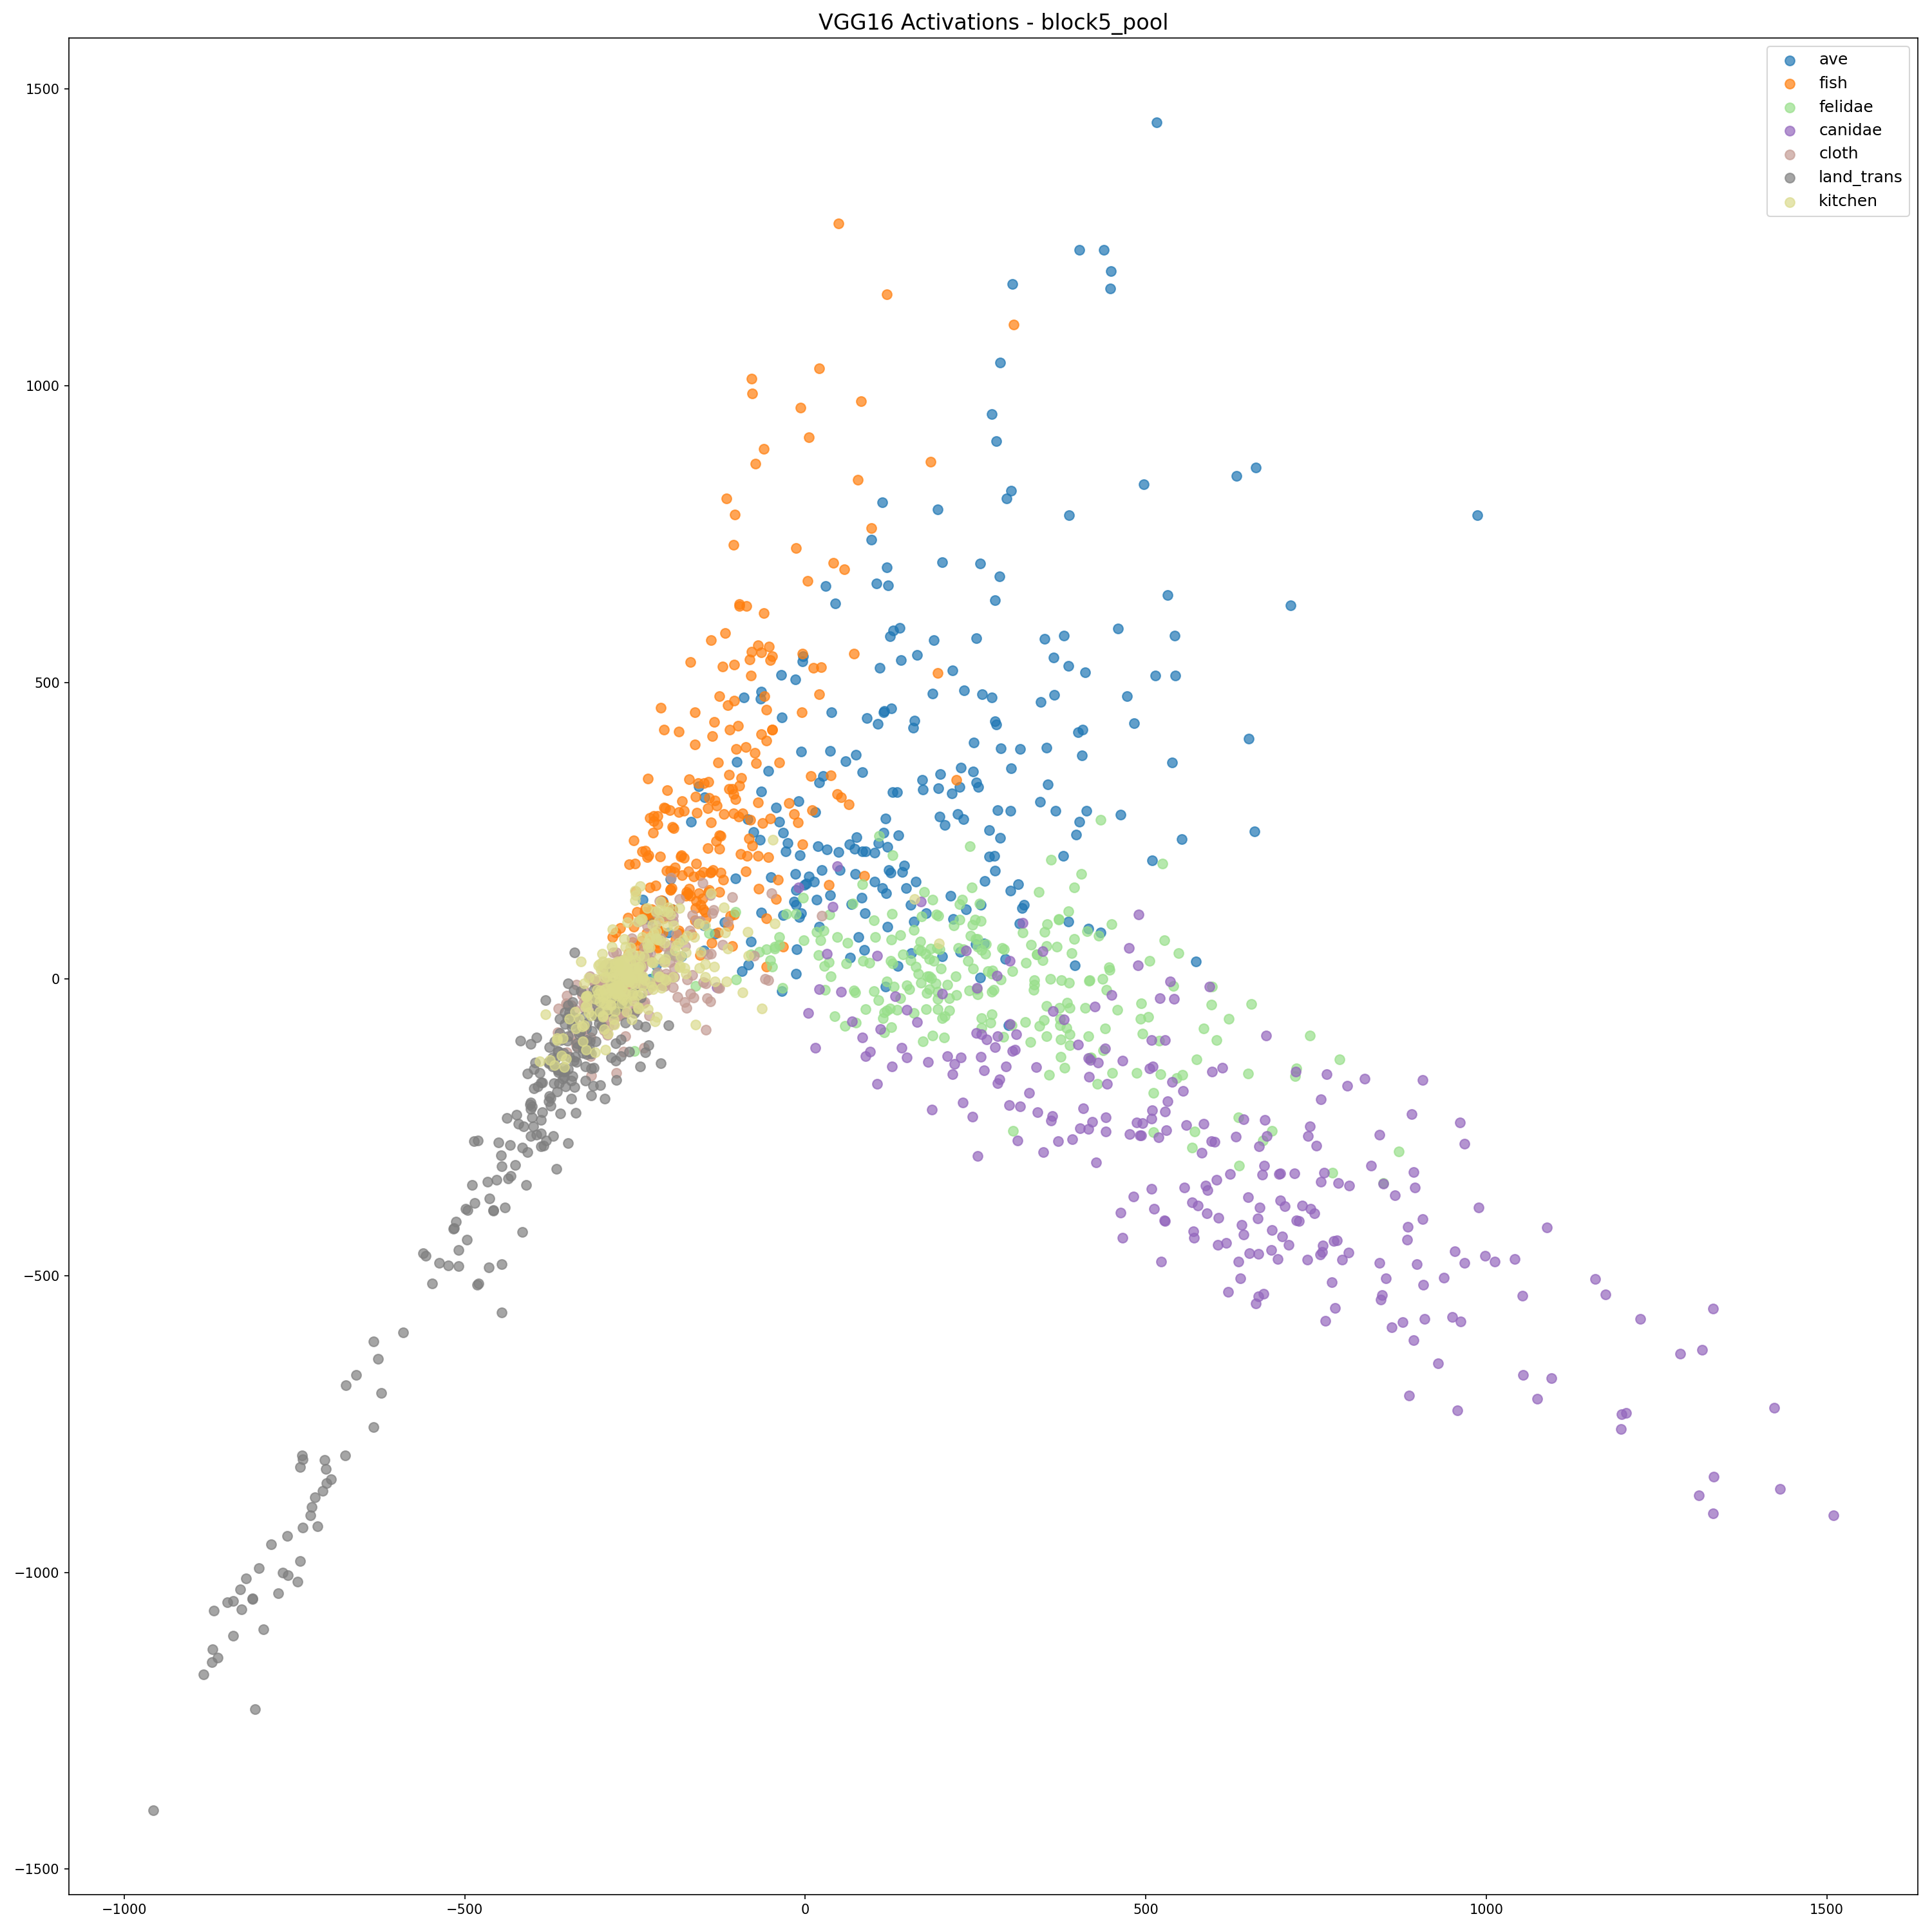 VGG16 Activations - block5_pool
ave
fish
felidae
canidae
cloth
land_trans
kitchen
1500
1000
500
0
−500
−1000
−1500
−1000 −500 0 500 1000 1500